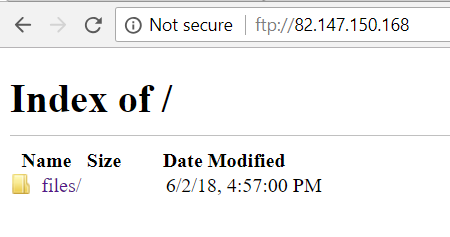 Not secure | ftp://82.147.150.168
Index of /
Name Size Date Modified
files/ 6/2/18, 4:57:00 PM